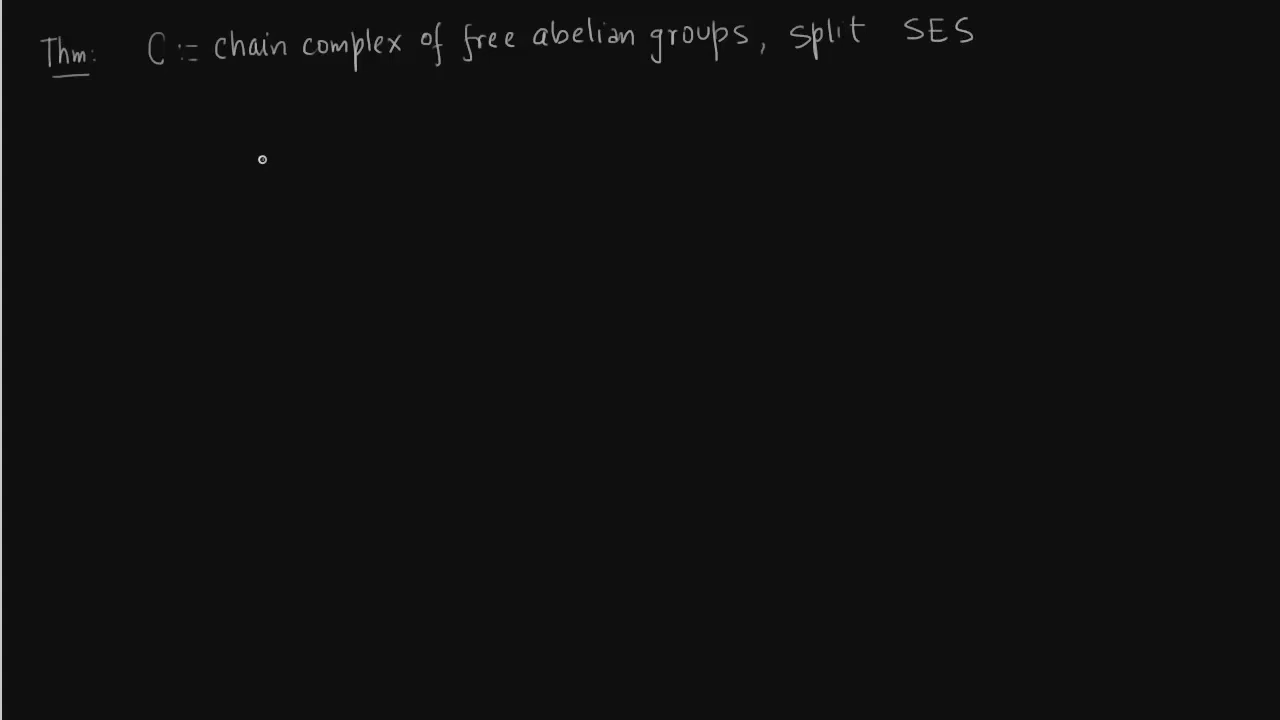 Thm: C := chain complex of free abelian groups, split SES